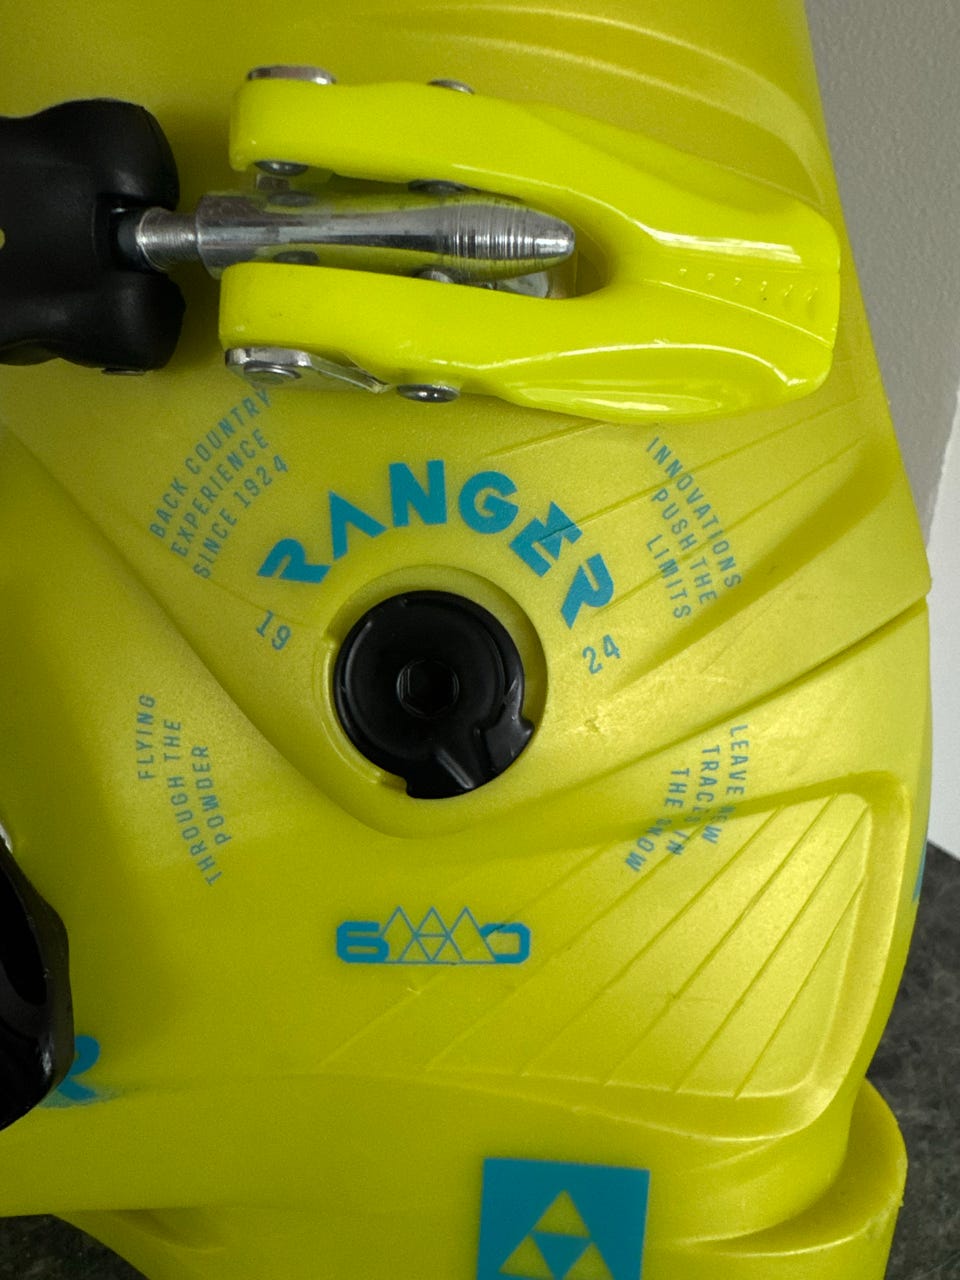 BACK COUNTRY
EXPERIENCE
SINCE 1924
RANGER
19
24
INNOVATIONS
PUSH THE
LIMITS
FLYING
THROUGH THE
POWDER
LEAVE NEW
TRACES IN
THE SNOW